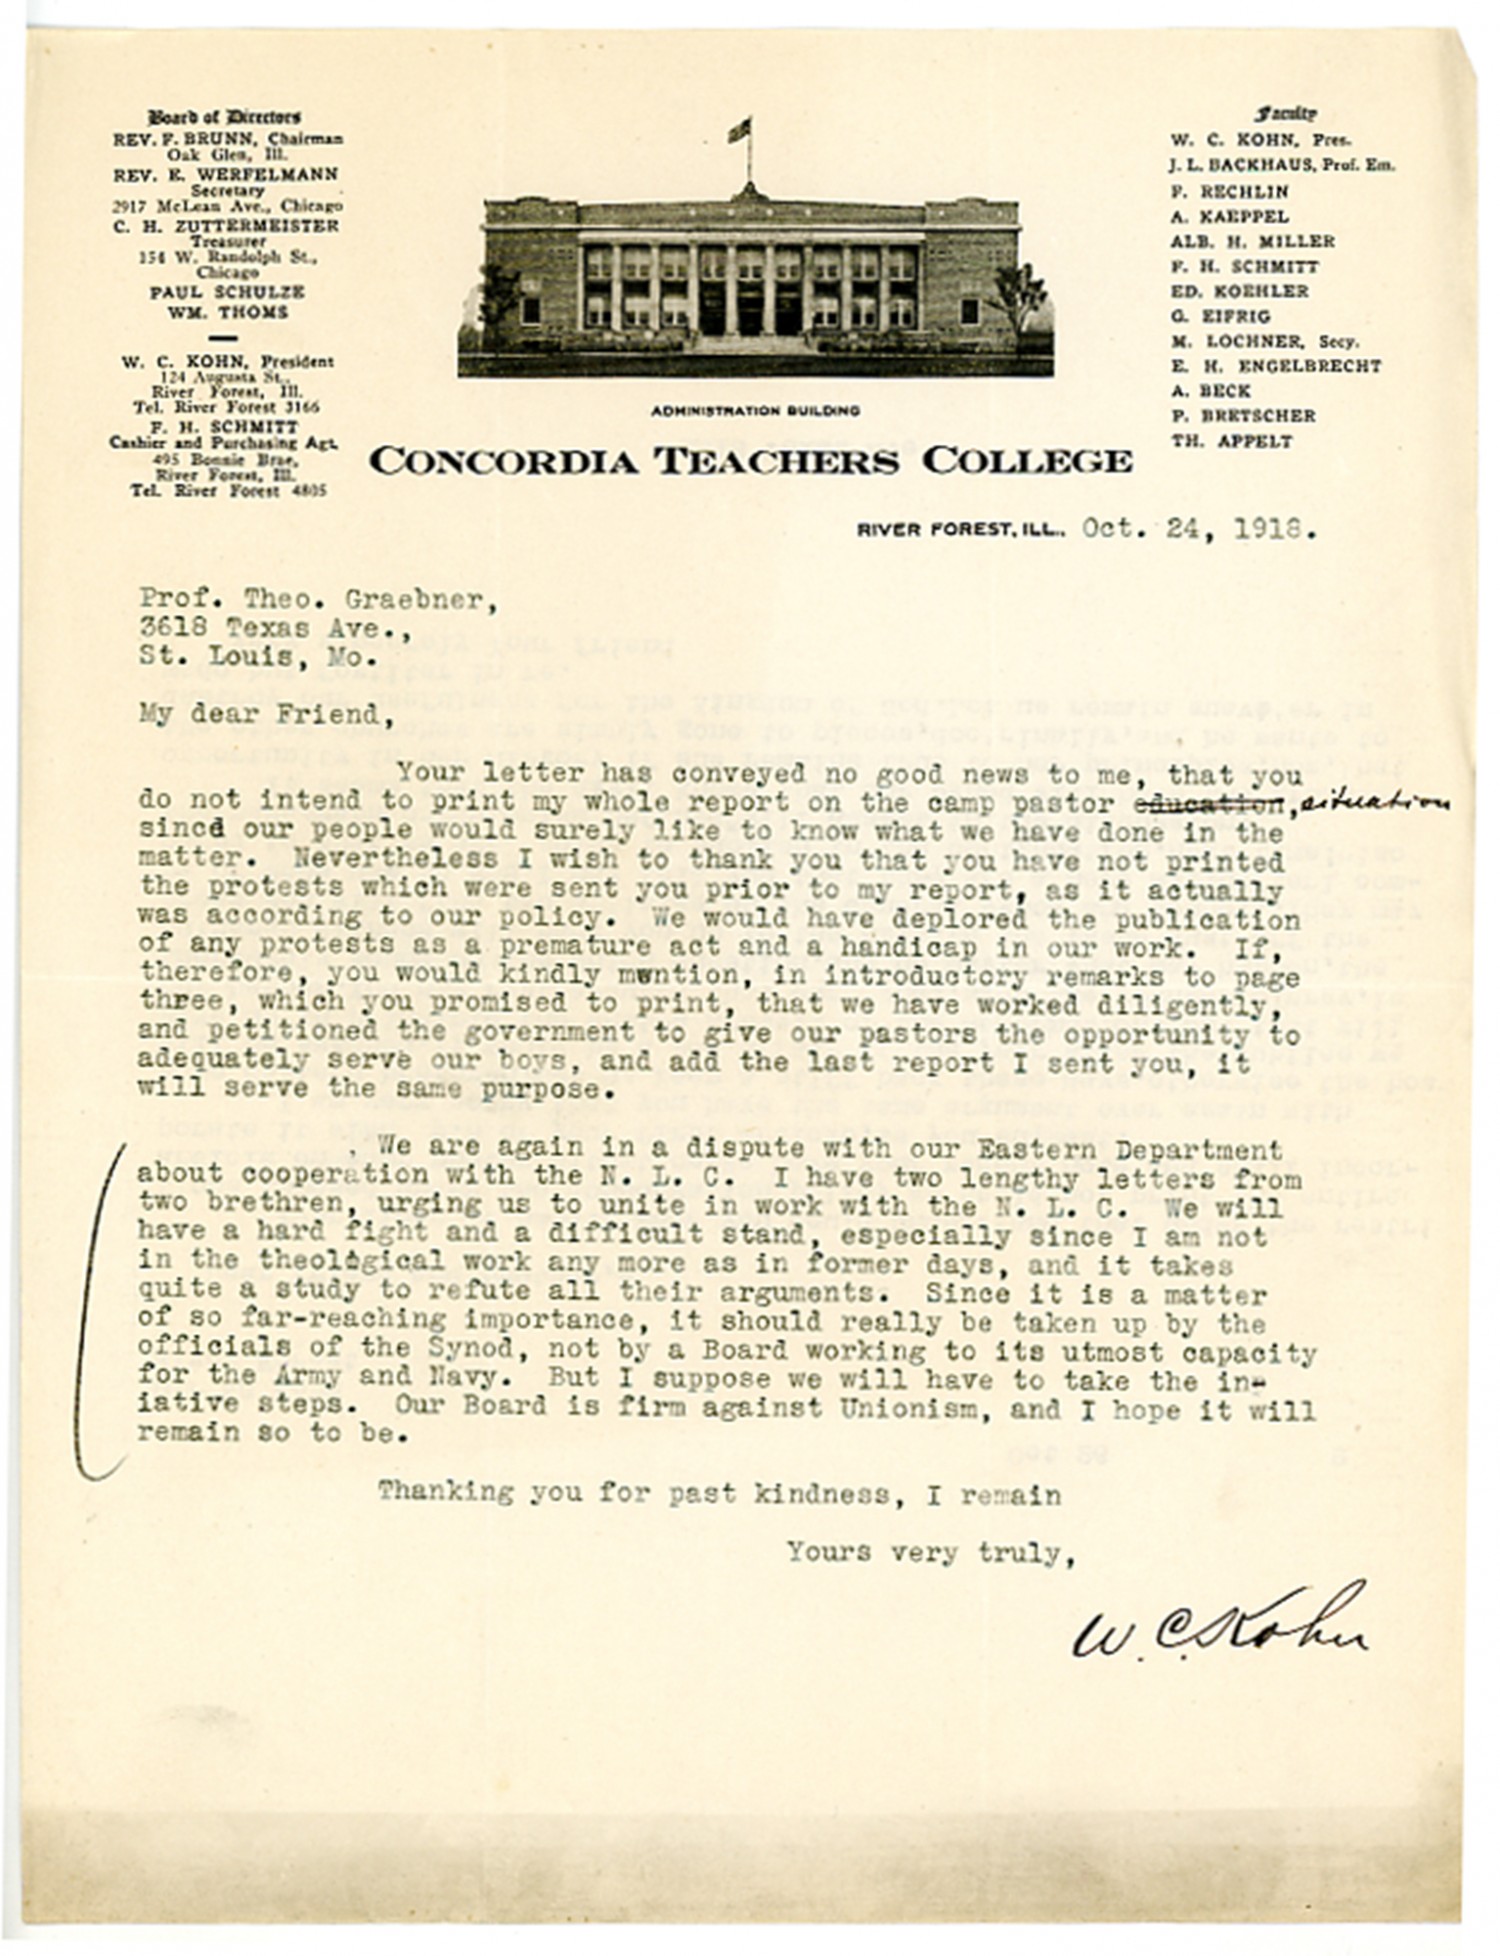 Board of Directors
REV. F. BRUNN, Chairman
Oak Glen, Ill.
REV. E. WERFELMANN
Secretary
2917 McLean Ave., Chicago
C. H. ZUTTERMEISTER
Treasurer
154 W. Randolph St.,
Chicago
PAUL SCHULZE
WM. THOMS
W. C. KOHN, President
124 Augusta St.,
River Forest, Ill.
Tel. River Forest 3166
F. H. SCHMITT
Cashier and Purchasing Agt.
495 Bonnie Brae,
River Forest, Ill.
Tel. River Forest 4805
Faculty
W. C. KOHN, Pres.
J. L. BACKHAUS, Prof. Em.
F. RECHLIN
A. KAEPPEL
ALB. H. MILLER
F. H. SCHMITT
ED. KOEHLER
G. EIFRIG
M. LOCHNER, Secy.
E. H. ENGELBRECHT
A. BECK
P. BRETSCHER
TH. APPELT
ADMINISTRATION BUILDING
CONCORDIA TEACHERS COLLEGE
RIVER FOREST, ILL., Oct. 24, 1918.
Prof. Theo. Graebner,
3618 Texas Ave.,
St. Louis, Mo.
My dear Friend,
Your letter has conveyed no good news to me, that you
do not intend to print my whole report on the camp pastor education, situation
sincd our people would surely like to know what we have done in the
matter. Nevertheless I wish to thank you that you have not printed
the protests which were sent you prior to my report, as it actually
was according to our policy. We would have deplored the publication
of any protests as a premature act and a handicap in our work. If,
therefore, you would kindly mention, in introductory remarks to page
three, which you promised to print, that we have worked diligently,
and petitioned the government to give our pastors the opportunity to
adequately serve our boys, and add the last report I sent you, it
will serve the same purpose.
We are again in a dispute with our Eastern Department
about cooperation with the N. L. C. I have two lengthy letters from
two brethren, urging us to unite in work with the N. L. C. We will
have a hard fight and a difficult stand, especially since I am not
in the theological work any more as in former days, and it takes
quite a study to refute all their arguments. Since it is a matter
of so far-reaching importance, it should really be taken up by the
officials of the Synod, not by a Board working to its utmost capacity
for the Army and Navy. But I suppose we will have to take the in-
iative steps. Our Board is firm against Unionism, and I hope it will
remain so to be.
Thanking you for past kindness, I remain
Yours very truly,
W. C. Kohn